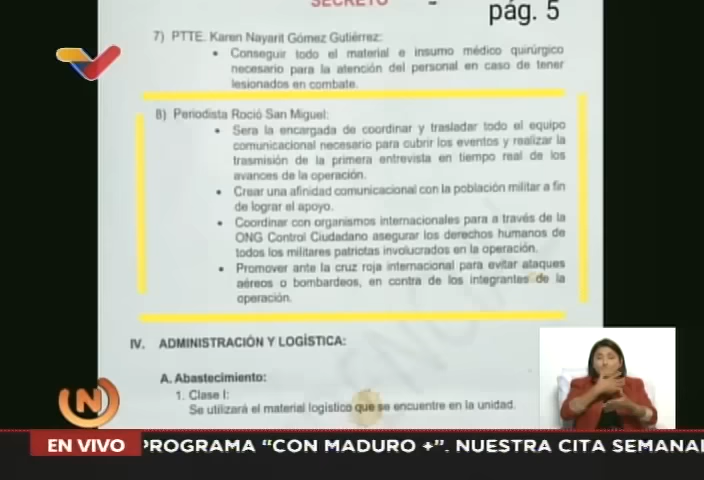 SECRETO
pág. 5
7) PTTE. Karen Nayarit Gómez Gutiérrez:
• Conseguir todo el material e insumo médico quirúrgico
necesario para la atención del personal en caso de tener
lesionados en combate.
8) Periodista Roció San Miguel:
• Sera la encargada de coordinar y trasladar todo el equipo
comunicacional necesario para cubrir los eventos y realizar la
trasmisión de la primera entrevista en tiempo real de los
avances de la operación.
• Crear una afinidad comunicacional con la población militar a fin
de lograr el apoyo.
• Coordinar con organismos internacionales para a través de la
ONG Control Ciudadano asegurar los derechos humanos de
todos los militares patriotas involucrados en la operación.
• Promover ante la cruz roja internacional para evitar ataques
aéreos o bombardeos, en contra de los integrantes de la
operación.
IV. ADMINISTRACIÓN Y LOGÍSTICA:
A. Abastecimiento:
1. Clase I:
Se utilizará el material logístico que se encuentre en la unidad.
N
EN VIVO PROGRAMA “CON MADURO +”. NUESTRA CITA SEMANA